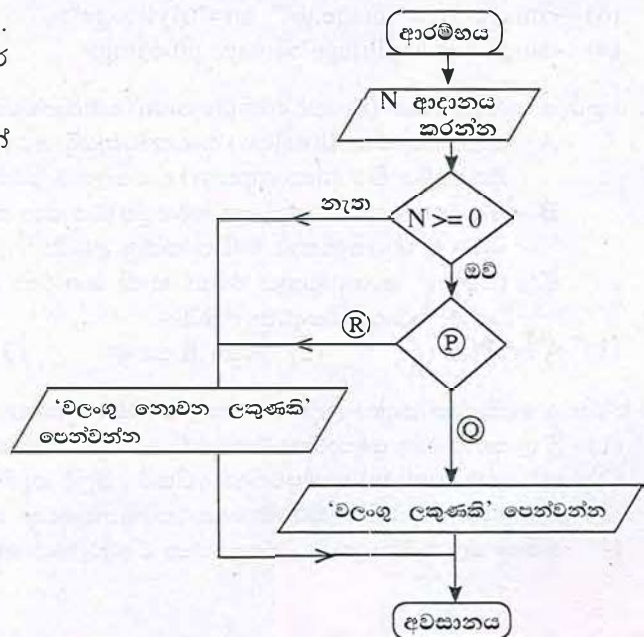 ආරම්භය
N ආදානය
කරන්න
නැත
N >= 0
ඔව්
R
P
'වලංගු නොවන ලකුණකි'
පෙන්වන්න
Q
'වලංගු ලකුණකි' පෙන්වන්න
අවසානය